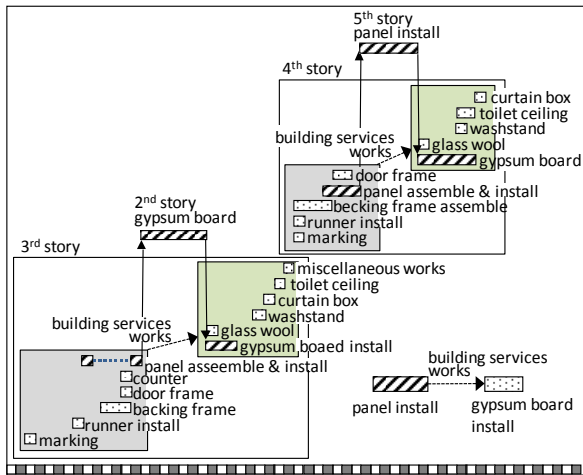 5th story
panel install
4th story
curtain box
toilet ceiling
washstand
building services
works
glass wool
gypsum board
door frame
panel assemble & install
becking frame assemble
runner install
marking
2nd story
gypsum board
3rd story
miscellaneous works
toilet ceiling
curtain box
washstand
building services
works
glass wool
gypsum boaed install
panel asseemble & install
counter
door frame
backing frame
runner install
marking
building services
works
panel install
gypsum board
install